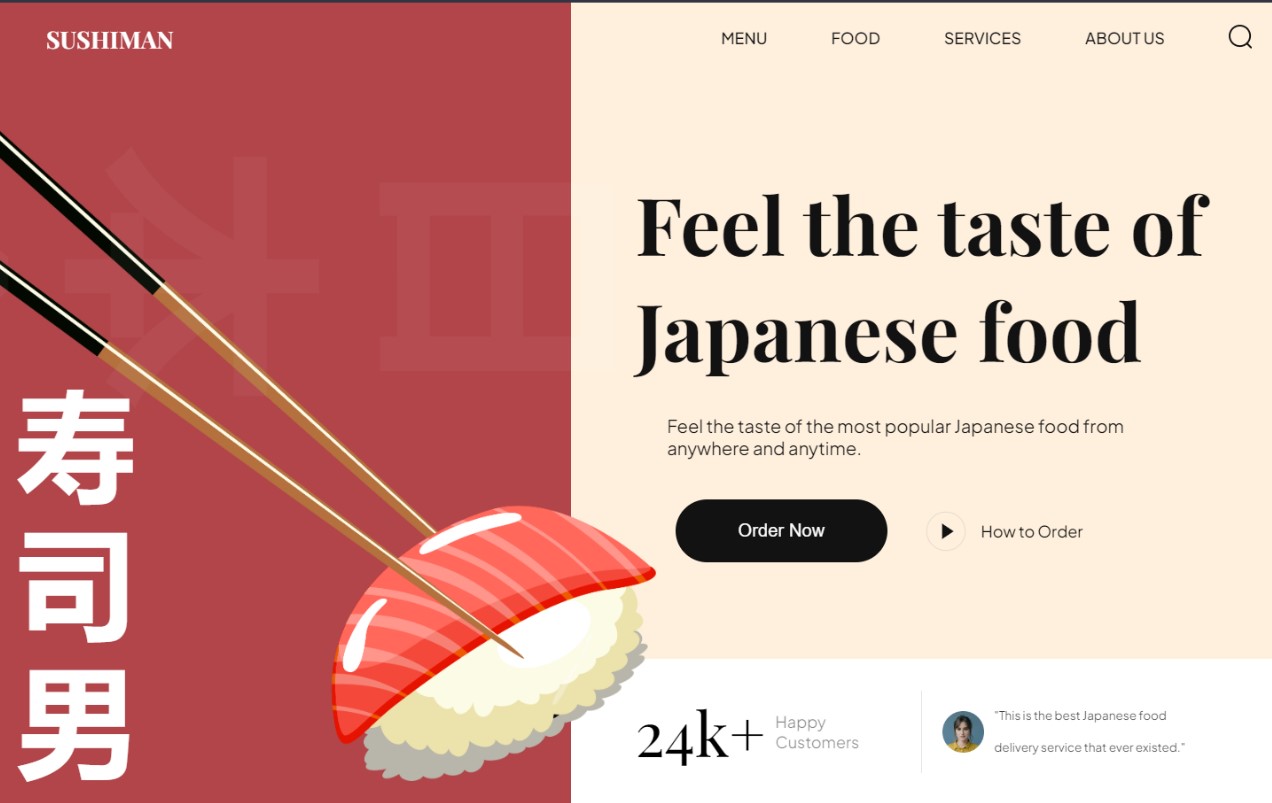 SUSHIMAN
MENU
FOOD
SERVICES
ABOUT US
Feel the taste of
Japanese food
Feel the taste of the most popular Japanese food from
anywhere and anytime.
Order Now
How to Order
寿司男
24k+
Happy
Customers
"This is the best Japanese food
delivery service that ever existed."